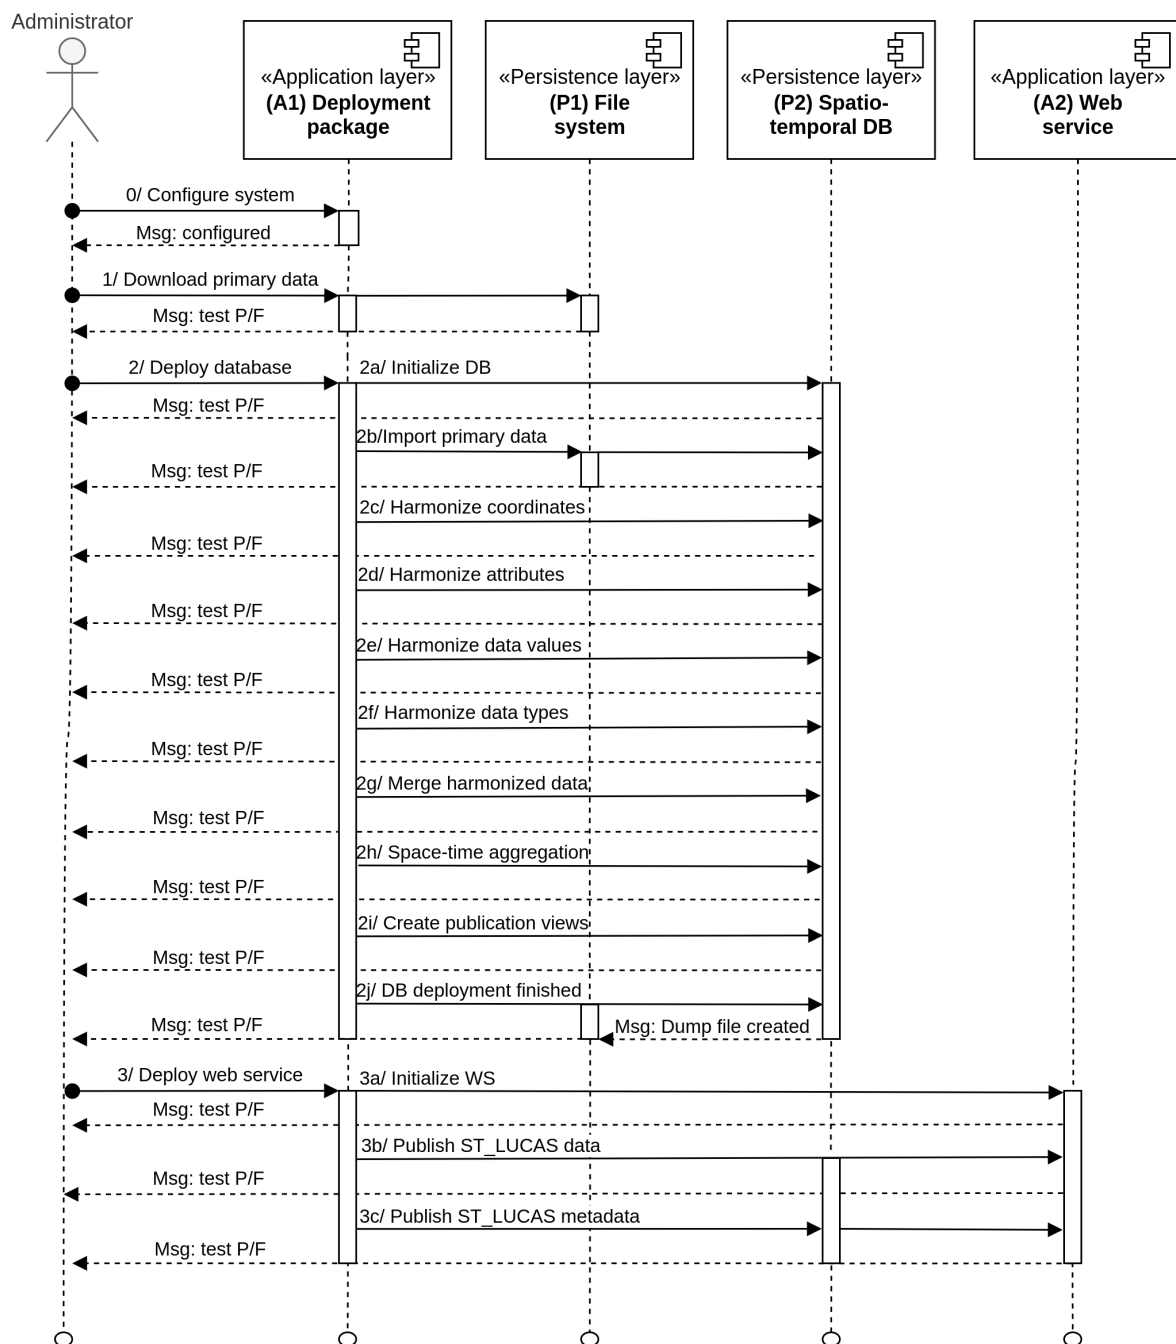 Administrator
«Application layer»
(A1) Deployment
package
«Persistence layer»
(P1) File
system
«Persistence layer»
(P2) Spatio-
temporal DB
«Application layer»
(A2) Web
service
0/ Configure system
Msg: configured
1/ Download primary data
Msg: test P/F
2/ Deploy database
2a/ Initialize DB
Msg: test P/F
2b/Import primary data
Msg: test P/F
2c/ Harmonize coordinates
Msg: test P/F
2d/ Harmonize attributes
Msg: test P/F
2e/ Harmonize data values
Msg: test P/F
2f/ Harmonize data types
Msg: test P/F
2g/ Merge harmonized data
Msg: test P/F
2h/ Space-time aggregation
Msg: test P/F
2i/ Create publication views
Msg: test P/F
2j/ DB deployment finished
Msg: test P/F
Msg: Dump file created
3/ Deploy web service
3a/ Initialize WS
Msg: test P/F
3b/ Publish ST_LUCAS data
Msg: test P/F
3c/ Publish ST_LUCAS metadata
Msg: test P/F